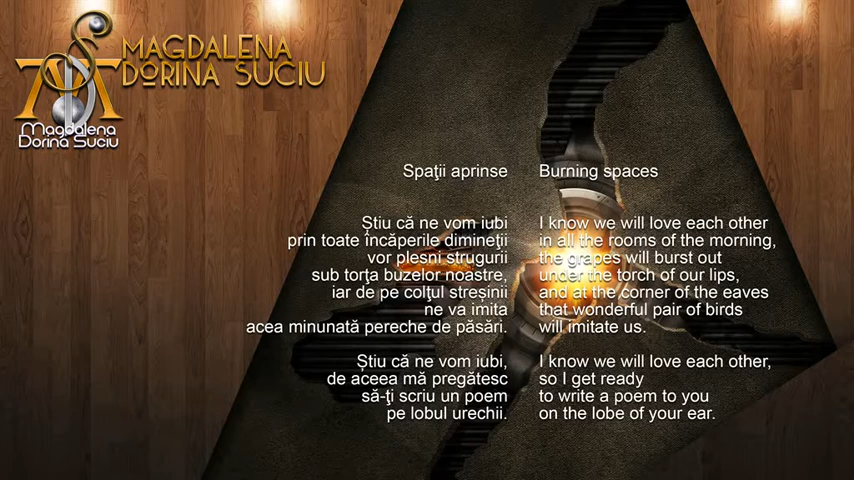 MAGDALENA
DORINA SUCIU
Magdalena
Dorina Suciu
Spaţii aprinse
Ştiu că ne vom iubi
prin toate încăperile dimineţii
vor plesni strugurii
sub torţa buzelor noastre,
iar de pe colţul streşinii
ne va imita
acea minunată pereche de păsări.
Ştiu că ne vom iubi,
de aceea mă pregătesc
să-ţi scriu un poem
pe lobul urechii.
Burning spaces
I know we will love each other
in all the rooms of the morning,
the grapes will burst out
under the torch of our lips,
and at the corner of the eaves
that wonderful pair of birds
will imitate us.
I know we will love each other,
so I get ready
to write a poem to you
on the lobe of your ear.